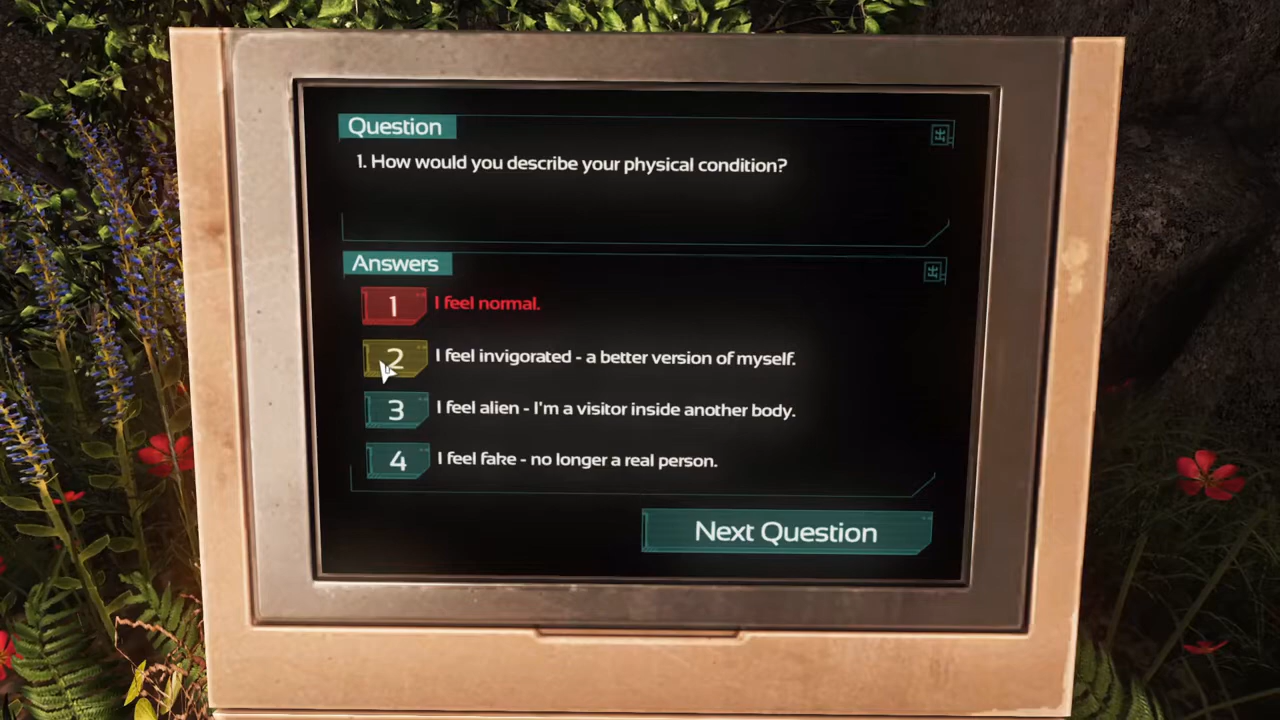 Question
1. How would you describe your physical condition?
Answers
1 I feel normal.
2 I feel invigorated - a better version of myself.
3 I feel alien - I'm a visitor inside another body.
4 I feel fake - no longer a real person.
Next Question